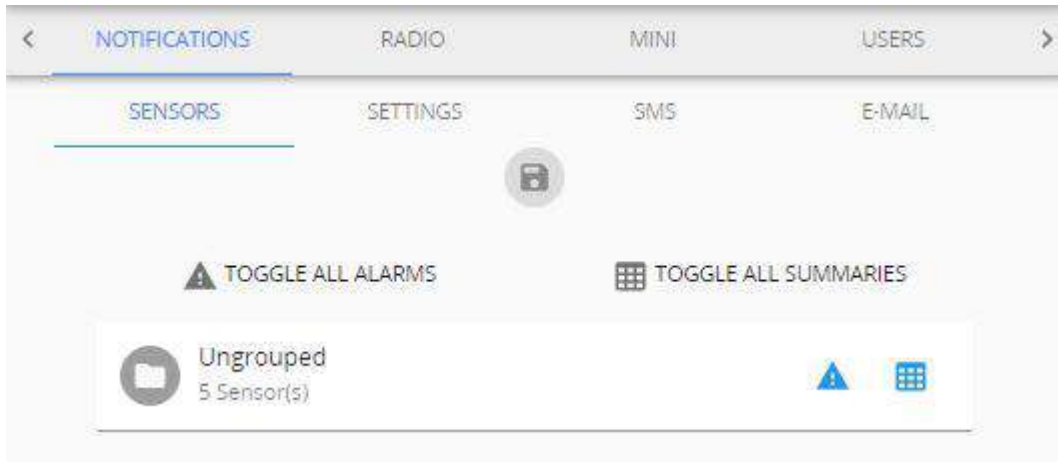 NOTIFICATIONS RADIO MINI USERS
SENSORS SETTINGS SMS E-MAIL
TOGGLE ALL ALARMS TOGGLE ALL SUMMARIES
Ungrouped
5 Sensor(s)